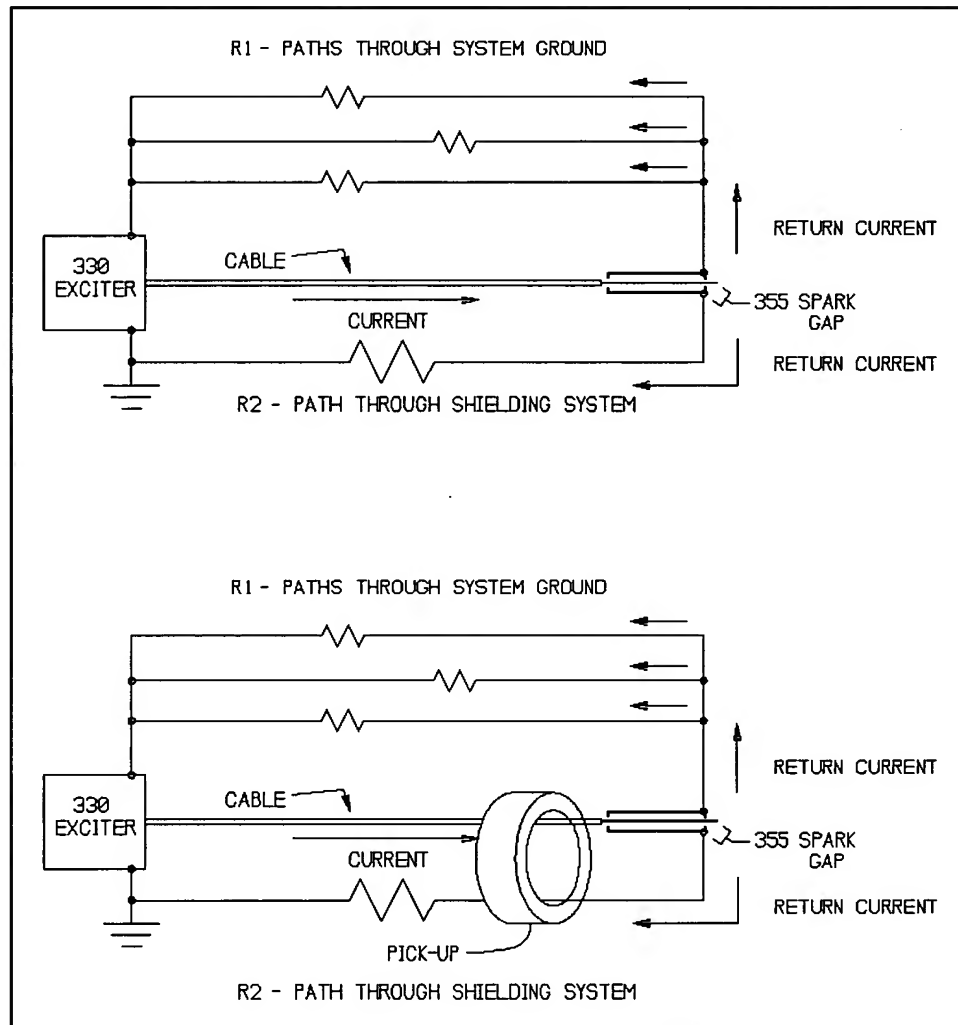 R1 - PATHS THROUGH SYSTEM GROUND
RETURN CURRENT
330
EXCITER
CABLE
CURRENT
355 SPARK
GAP
RETURN CURRENT
R2 - PATH THROUGH SHIELDING SYSTEM
R1 - PATHS THROUGH SYSTEM GROUND
RETURN CURRENT
330
EXCITER
CABLE
CURRENT
355 SPARK
GAP
RETURN CURRENT
PICK-UP
R2 - PATH THROUGH SHIELDING SYSTEM